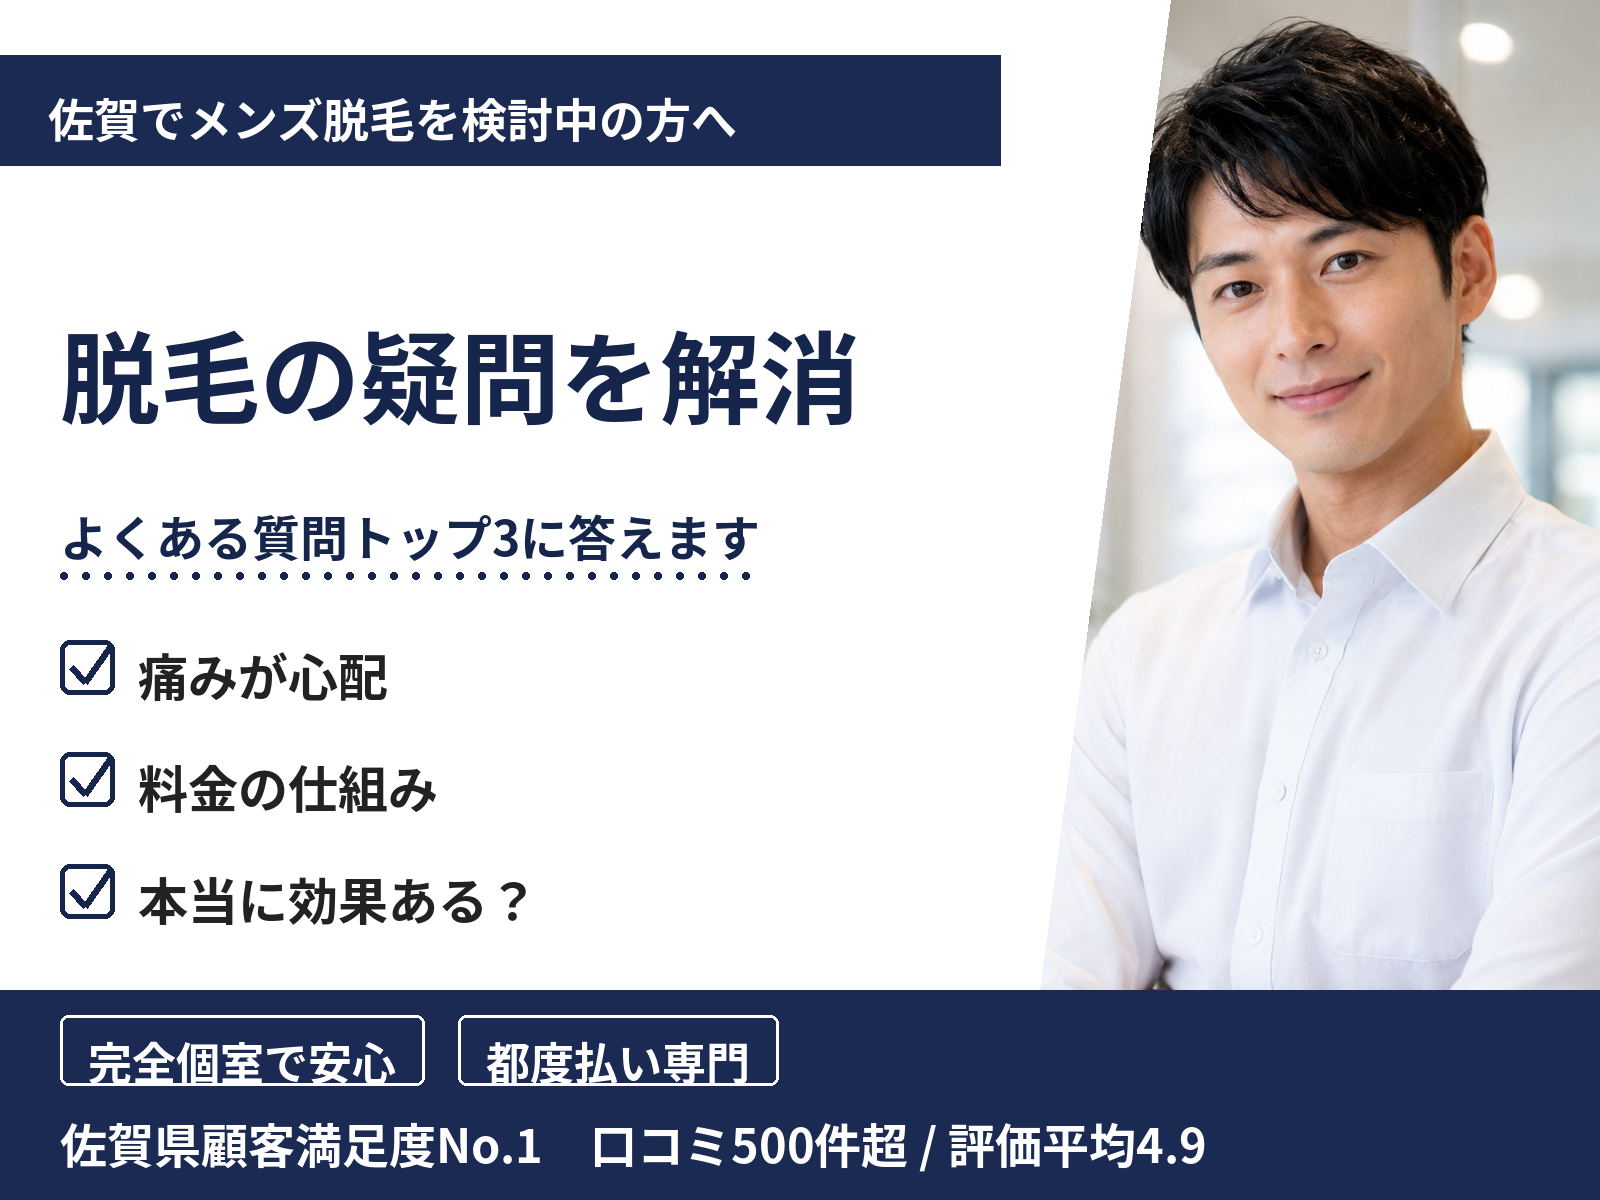 佐賀でメンズ脱毛を検討中の方へ
脱毛の疑問を解消
よくある質問トップ3に答えます
痛みが心配
料金の仕組み
本当に効果ある？
完全個室で安心 都度払い専門
佐賀県顧客満足度No.1　口コミ500件超 / 評価平均4.9